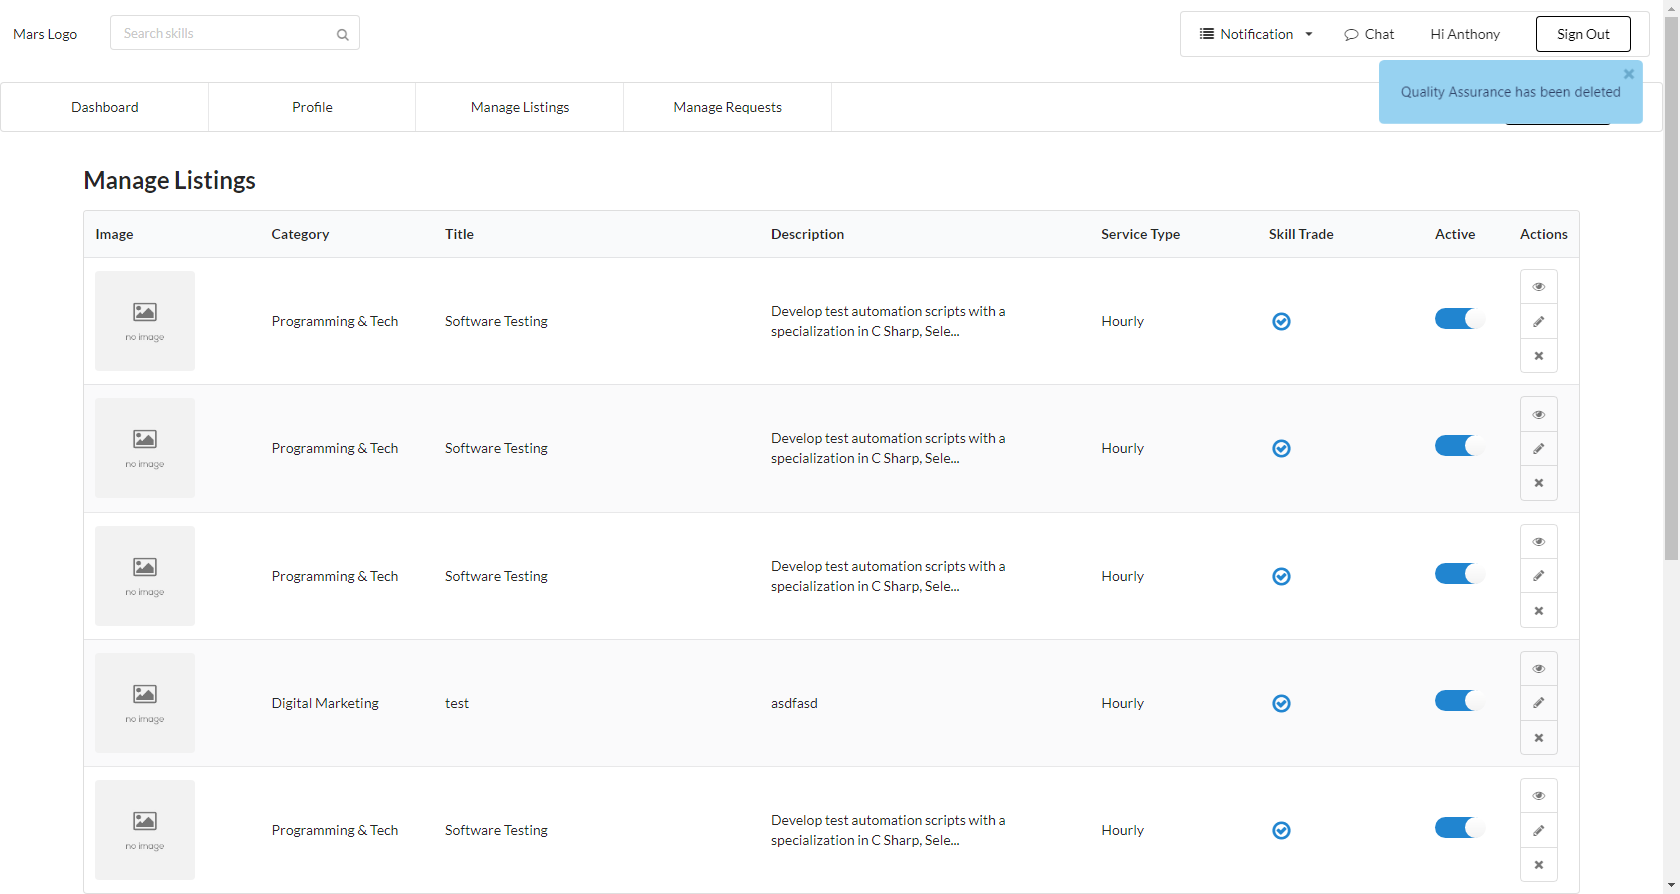 Mars Logo
Search skills
Notification
Chat
Hi Anthony
Sign Out
Quality Assurance has been deleted
Dashboard
Profile
Manage Listings
Manage Requests
Manage Listings
Image
Category
Title
Description
Service Type
Skill Trade
Active
Actions
no image
Programming & Tech
Software Testing
Develop test automation scripts with a
specialization in C Sharp, Sele...
Hourly
no image
Programming & Tech
Software Testing
Develop test automation scripts with a
specialization in C Sharp, Sele...
Hourly
no image
Programming & Tech
Software Testing
Develop test automation scripts with a
specialization in C Sharp, Sele...
Hourly
no image
Digital Marketing
test
asdfasd
Hourly
no image
Programming & Tech
Software Testing
Develop test automation scripts with a
specialization in C Sharp, Sele...
Hourly